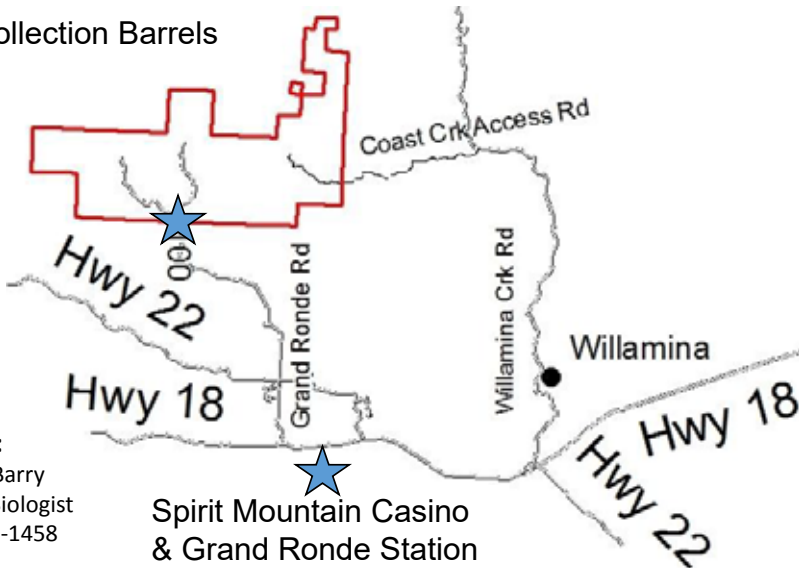 ollection Barrels
Coast Crk Access Rd
00
Hwy 22
Grand Ronde Rd
Willamina Crk Rd
Willamina
Hwy 18
Hwy 18
Hwy 22
:
Barry
iologist
-1458
Spirit Mountain Casino
& Grand Ronde Station